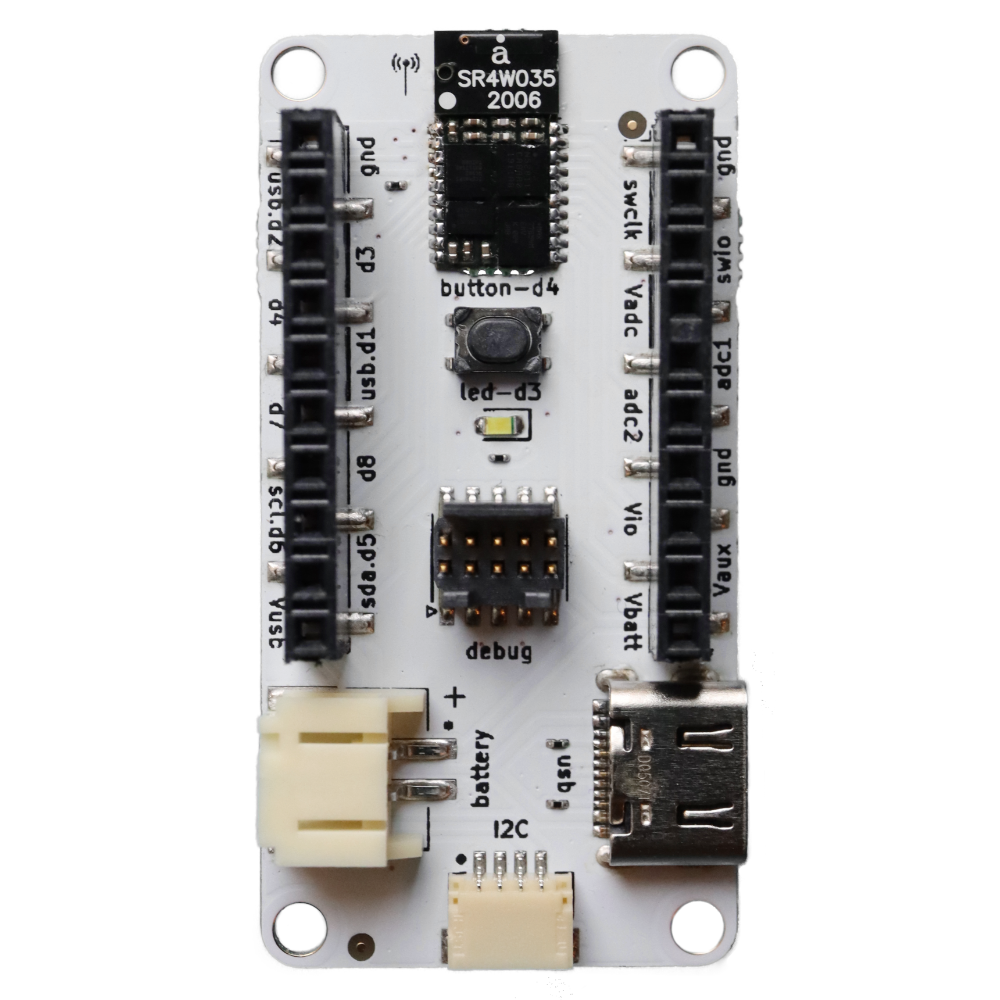 a
SR4W035
2006
gnd
usb.d2
d3
d4
usb.d1
d7
d8
scl.d6
sda.d5
Vusb
button-d4
led-d3
debug
gnd
swclk
swio
Vadc
adc1
adc2
gnd
Vio
Vaux
Vbatt
+
battery
usb
I2C